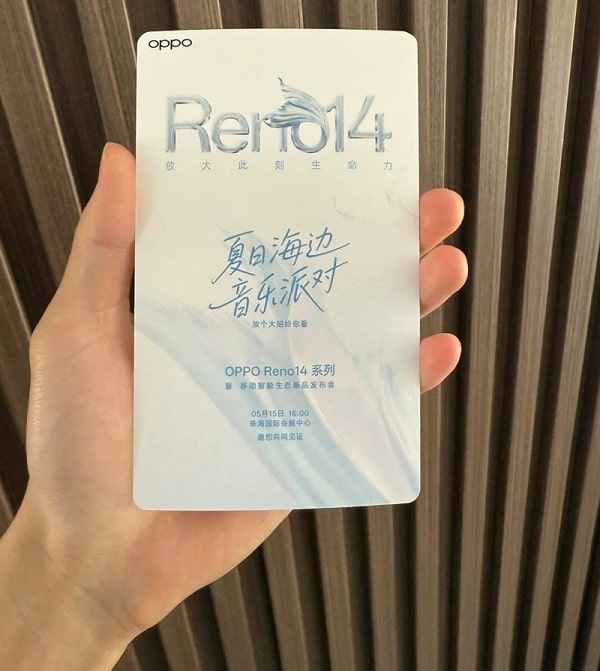 oppo
Reno14
放大此刻生命力
夏日海边
音乐派对
放个大招给你看
OPPO Reno14 系列
暨 移动智能生态新品发布会
05月15日 16:00
珠海国际会展中心
邀您共同见证